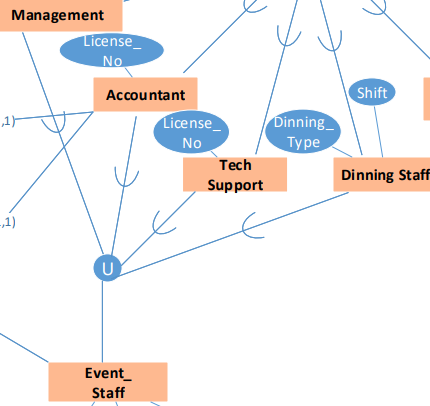 Management
License_
No
Accountant
,1)
License_
No
Dinning_
Type
Shift
Tech
Support
Dinning Staff
,1)
U
Event_
Staff